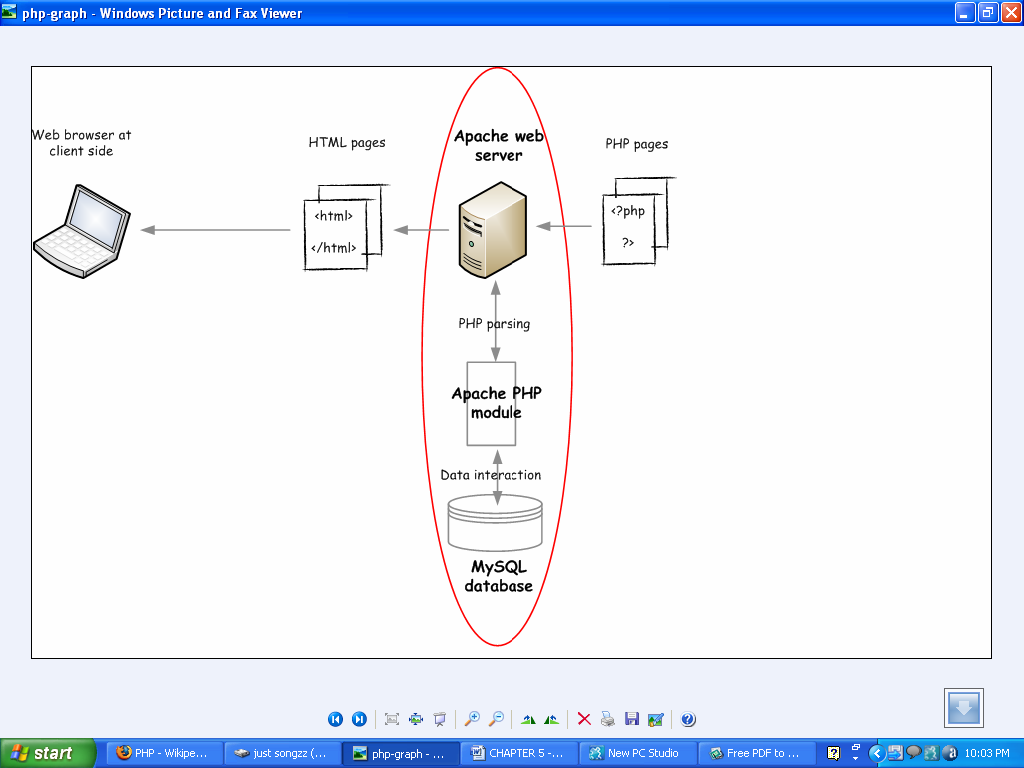 php-graph - Windows Picture and Fax Viewer
Web browser at
client side
HTML pages
Apache web
server
PHP pages
<html>
</html>
<?php
?>
PHP parsing
Apache PHP
module
Data interaction
MySQL
database
start
PHP - Wikipe...
just songzz (...
php-graph - ...
CHAPTER 5 -...
New PC Studio
Free PDF to ...
10:03 PM